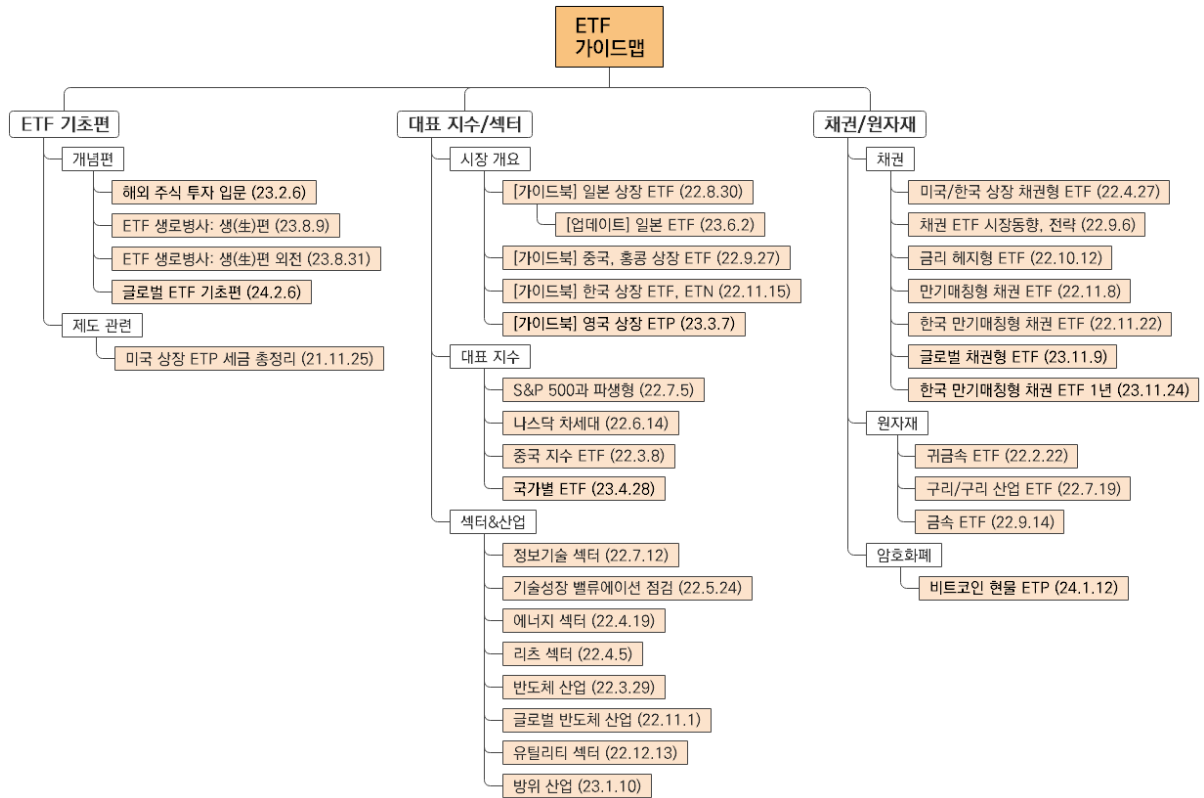 ETF
가이드맵
ETF 기초편
개념편
해외 주식 투자 입문 (23.2.6)
ETF 생로병사: 생(生)편 (23.8.9)
ETF 생로병사: 생(生)편 외전 (23.8.31)
글로벌 ETF 기초편 (24.2.6)
제도 관련
미국 상장 ETP 세금 총정리 (21.11.25)
대표 지수/섹터
시장 개요
[가이드북] 일본 상장 ETF (22.8.30)
[업데이트] 일본 ETF (23.6.2)
[가이드북] 중국, 홍콩 상장 ETF (22.9.27)
[가이드북] 한국 상장 ETF, ETN (22.11.15)
[가이드북] 영국 상장 ETP (23.3.7)
대표 지수
S&P 500과 파생형 (22.7.5)
나스닥 차세대 (22.6.14)
중국 지수 ETF (22.3.8)
국가별 ETF (23.4.28)
섹터&산업
정보기술 섹터 (22.7.12)
기술성장 밸류에이션 점검 (22.5.24)
에너지 섹터 (22.4.19)
리츠 섹터 (22.4.5)
반도체 산업 (22.3.29)
글로벌 반도체 산업 (22.11.1)
유틸리티 섹터 (22.12.13)
방위 산업 (23.1.10)
채권/원자재
채권
미국/한국 상장 채권형 ETF (22.4.27)
채권 ETF 시장동향, 전략 (22.9.6)
금리 헤지형 ETF (22.10.12)
만기매칭형 채권 ETF (22.11.8)
한국 만기매칭형 채권 ETF (22.11.22)
글로벌 채권형 ETF (23.11.9)
한국 만기매칭형 채권 ETF 1년 (23.11.24)
원자재
귀금속 ETF (22.2.22)
구리/구리 산업 ETF (22.7.19)
금속 ETF (22.9.14)
암호화폐
비트코인 현물 ETP (24.1.12)